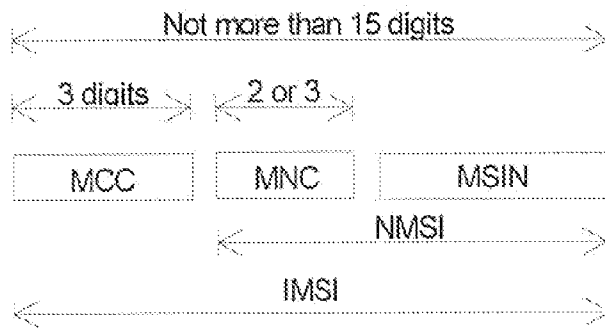 Not more than 15 digits
3 digits 2 or 3
MCC MNC MSIN
NMSI
IMSI